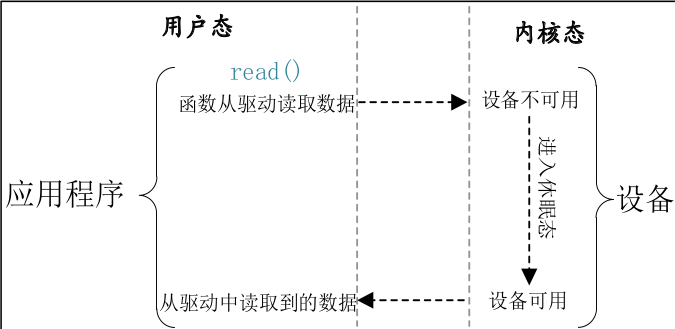 用户态
内核态
read()
函数从驱动读取数据
设备不可用
进入休眠态
应用程序
设备
从驱动中读取到的数据
设备可用